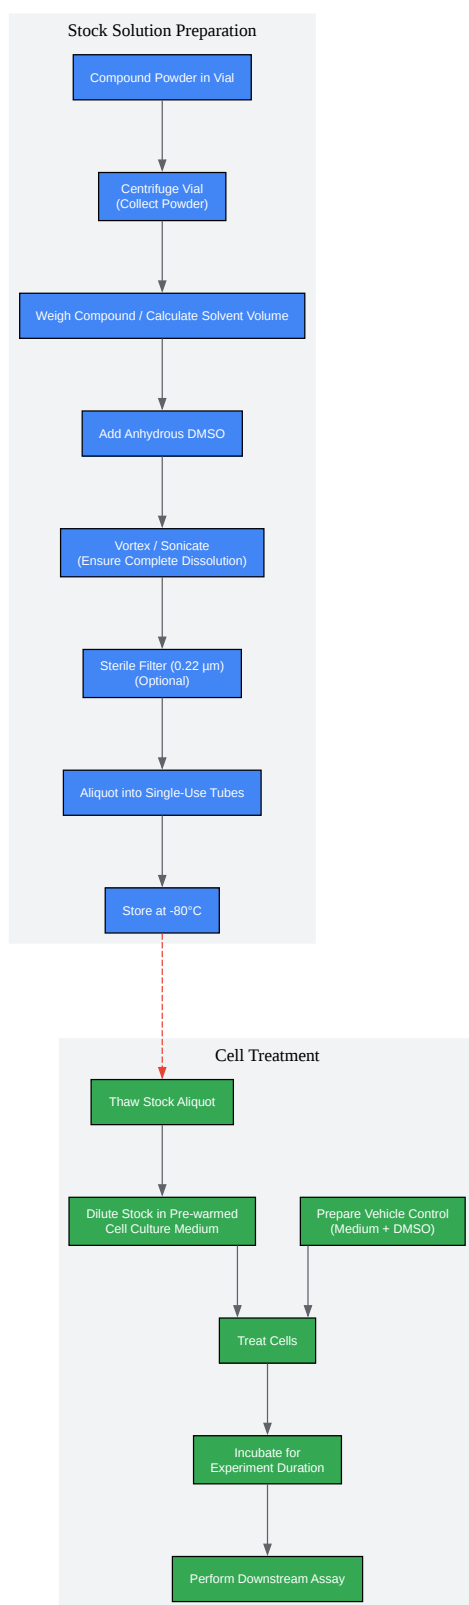 Stock Solution Preparation
Compound Powder in Vial
Centrifuge Vial
(Collect Powder)
Weigh Compound / Calculate Solvent Volume
Add Anhydrous DMSO
Vortex / Sonicate
(Ensure Complete Dissolution)
Sterile Filter (0.22 µm)
(Optional)
Aliquot into Single-Use Tubes
Store at -80°C
Cell Treatment
Thaw Stock Aliquot
Dilute Stock in Pre-warmed
Cell Culture Medium
Prepare Vehicle Control
(Medium + DMSO)
Treat Cells
Incubate for
Experiment Duration
Perform Downstream Assay